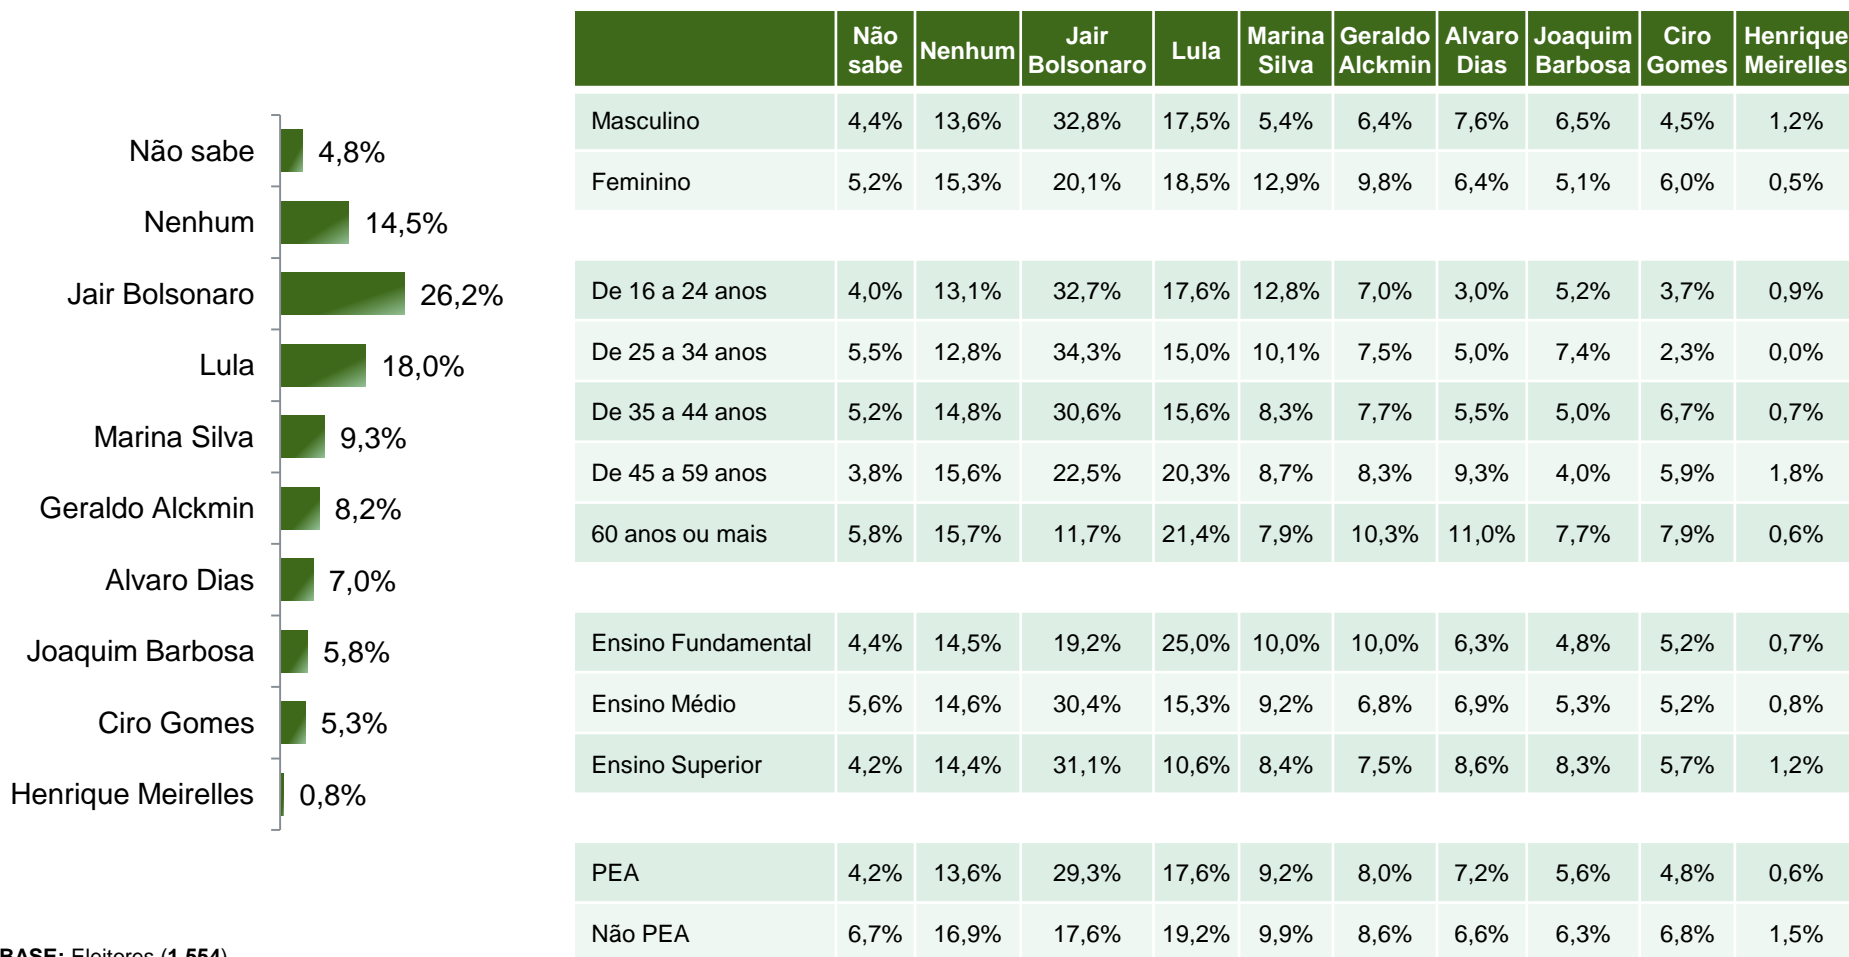 Não sabe 4,8%
Nenhum 14,5%
Jair Bolsonaro 26,2%
Lula 18,0%
Marina Silva 9,3%
Geraldo Alckmin 8,2%
Alvaro Dias 7,0%
Joaquim Barbosa 5,8%
Ciro Gomes 5,3%
Henrique Meirelles 0,8%
BASE: Eleitores (1.554)
Não sabe Nenhum Jair Bolsonaro Lula Marina Silva Geraldo Alckmin Alvaro Dias Joaquim Barbosa Ciro Gomes Henrique Meirelles
Masculino 4,4% 13,6% 32,8% 17,5% 5,4% 6,4% 7,6% 6,5% 4,5% 1,2%
Feminino 5,2% 15,3% 20,1% 18,5% 12,9% 9,8% 6,4% 5,1% 6,0% 0,5%
De 16 a 24 anos 4,0% 13,1% 32,7% 17,6% 12,8% 7,0% 3,0% 5,2% 3,7% 0,9%
De 25 a 34 anos 5,5% 12,8% 34,3% 15,0% 10,1% 7,5% 5,0% 7,4% 2,3% 0,0%
De 35 a 44 anos 5,2% 14,8% 30,6% 15,6% 8,3% 7,7% 5,5% 5,0% 6,7% 0,7%
De 45 a 59 anos 3,8% 15,6% 22,5% 20,3% 8,7% 8,3% 9,3% 4,0% 5,9% 1,8%
60 anos ou mais 5,8% 15,7% 11,7% 21,4% 7,9% 10,3% 11,0% 7,7% 7,9% 0,6%
Ensino Fundamental 4,4% 14,5% 19,2% 25,0% 10,0% 10,0% 6,3% 4,8% 5,2% 0,7%
Ensino Médio 5,6% 14,6% 30,4% 15,3% 9,2% 6,8% 6,9% 5,3% 5,2% 0,8%
Ensino Superior 4,2% 14,4% 31,1% 10,6% 8,4% 7,5% 8,6% 8,3% 5,7% 1,2%
PEA 4,2% 13,6% 29,3% 17,6% 9,2% 8,0% 7,2% 5,6% 4,8% 0,6%
Não PEA 6,7% 16,9% 17,6% 19,2% 9,9% 8,6% 6,6% 6,3% 6,8% 1,5%